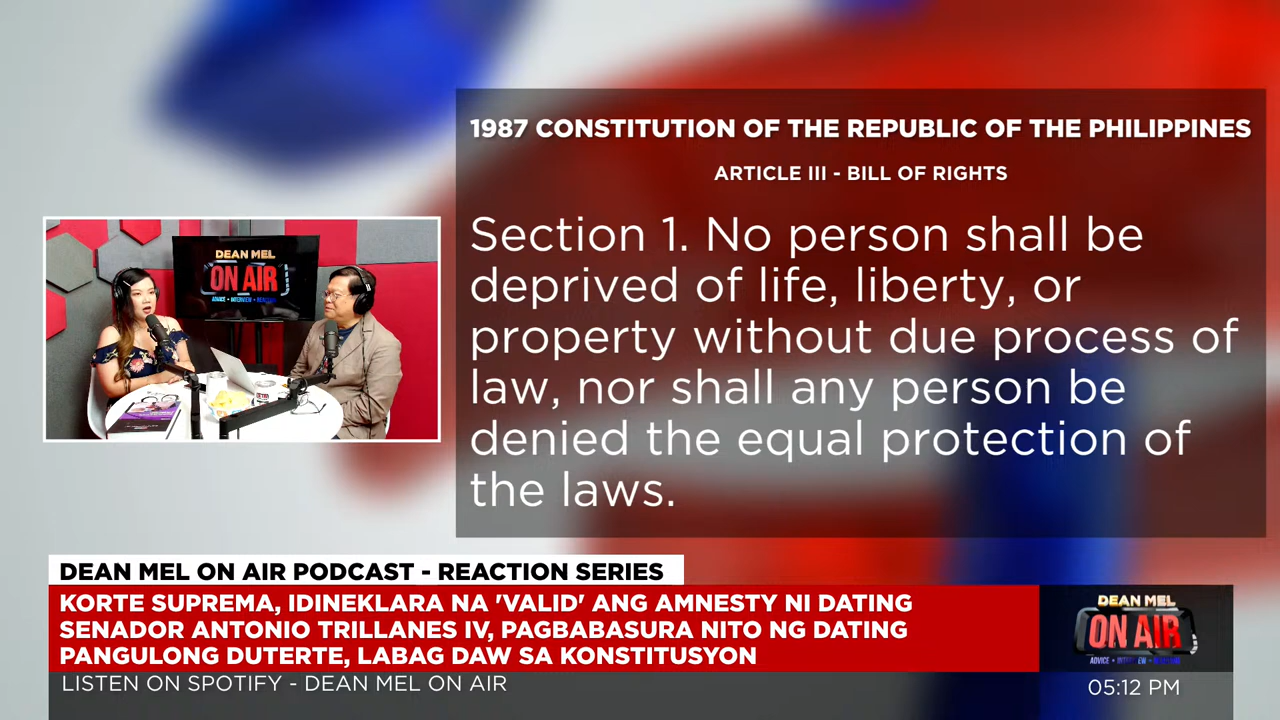 1987 CONSTITUTION OF THE REPUBLIC OF THE PHILIPPINES
ARTICLE III - BILL OF RIGHTS
Section 1. No person shall be
deprived of life, liberty, or
property without due process of
law, nor shall any person be
denied the equal protection of
the laws.
DEAN MEL
ON AIR
ADVICE • INTERVIEW • REACTION
DEAN MEL ON AIR PODCAST - REACTION SERIES
KORTE SUPREMA, IDINEKLARA NA 'VALID' ANG AMNESTY NI DATING
SENADOR ANTONIO TRILLANES IV, PAGBABASURA NITO NG DATING
PANGULONG DUTERTE, LABAG DAW SA KONSTITUSYON
LISTEN ON SPOTIFY - DEAN MEL ON AIR
DEAN MEL
ON AIR
05:12 PM